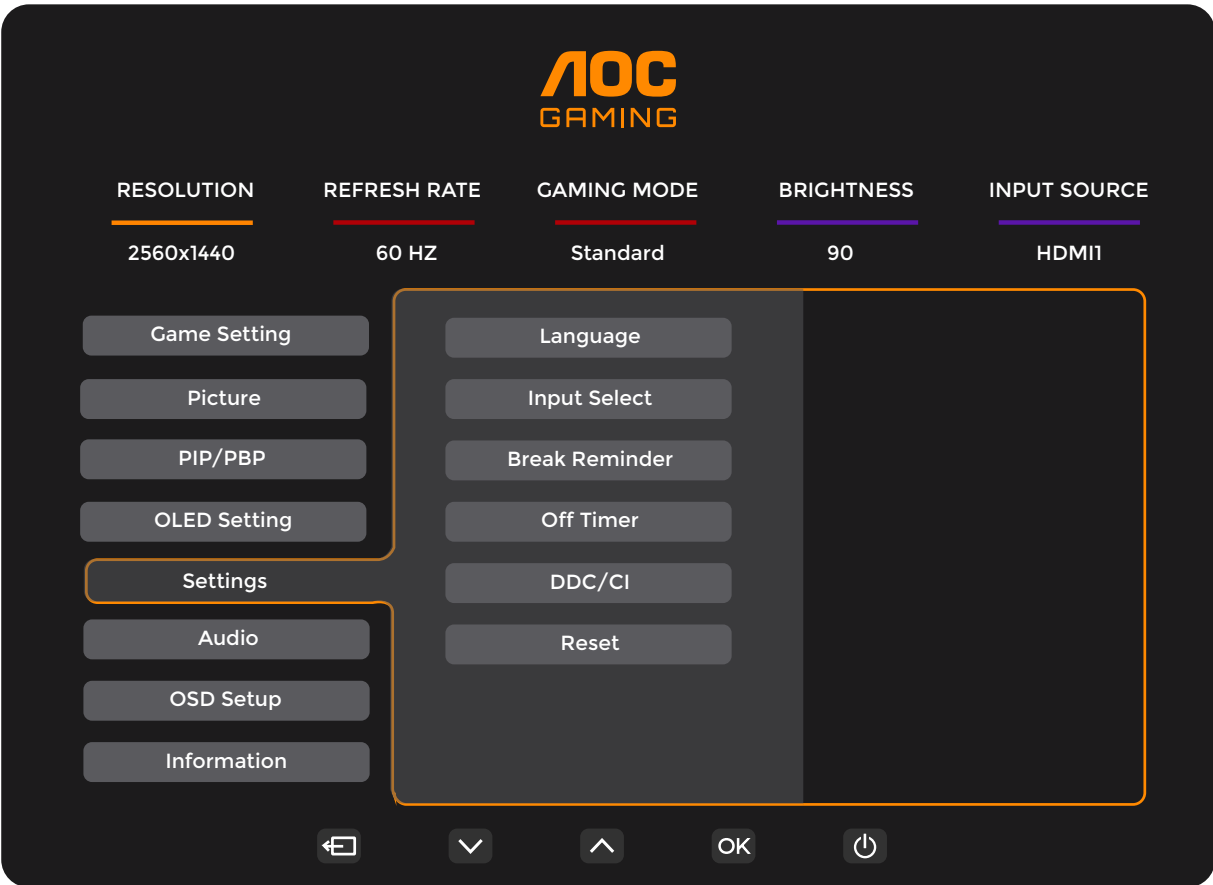 AOC
GAMING
RESOLUTION REFRESH RATE GAMING MODE BRIGHTNESS INPUT SOURCE
2560x1440 60 HZ Standard 90 HDMI1
Game Setting
Picture
PIP/PBP
OLED Setting
Settings
Audio
OSD Setup
Information
Language
Input Select
Break Reminder
Off Timer
DDC/CI
Reset
OK